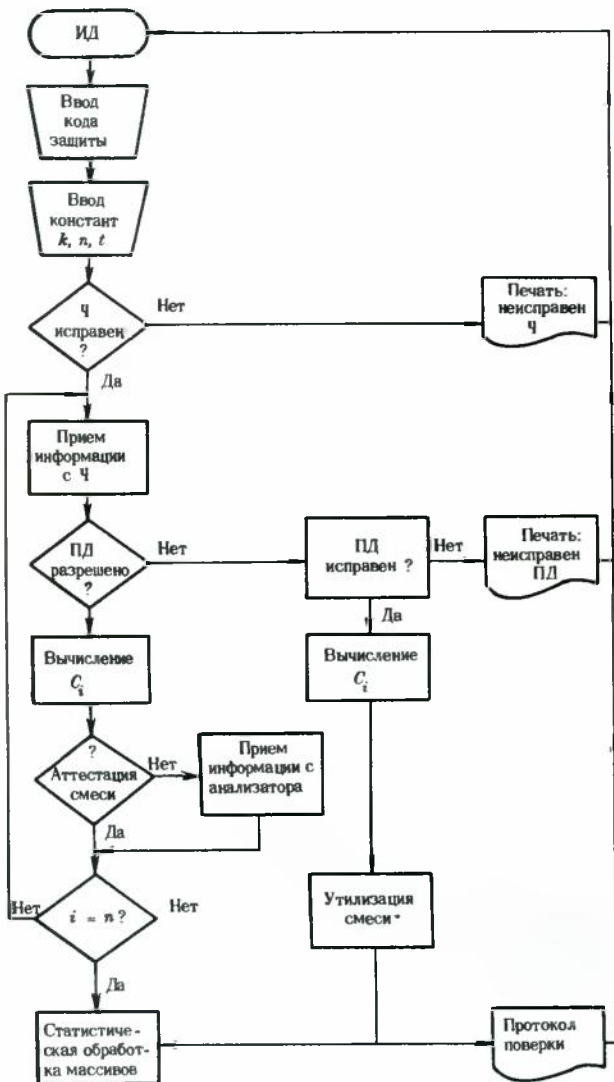 ИД
Ввод
кода
защиты
Ввод
констант
k, n, t
Ч
исправен
?
Нет
Печать:
неисправен
Ч
Да
Прием
информации
с Ч
ПД
разрешено
?
Нет
ПД
исправен ?
Нет
Печать:
неисправен
ПД
Да
Вычисление
C_i
Вычисление
C_i
?
Аттестация
смеси
Нет
Прием
информации с
анализатора
Да
Нет
i = n ?
Нет
Утилизация
смеси
Да
Статистиче-
ская обработ-
ка массивов
Протокол
поверки